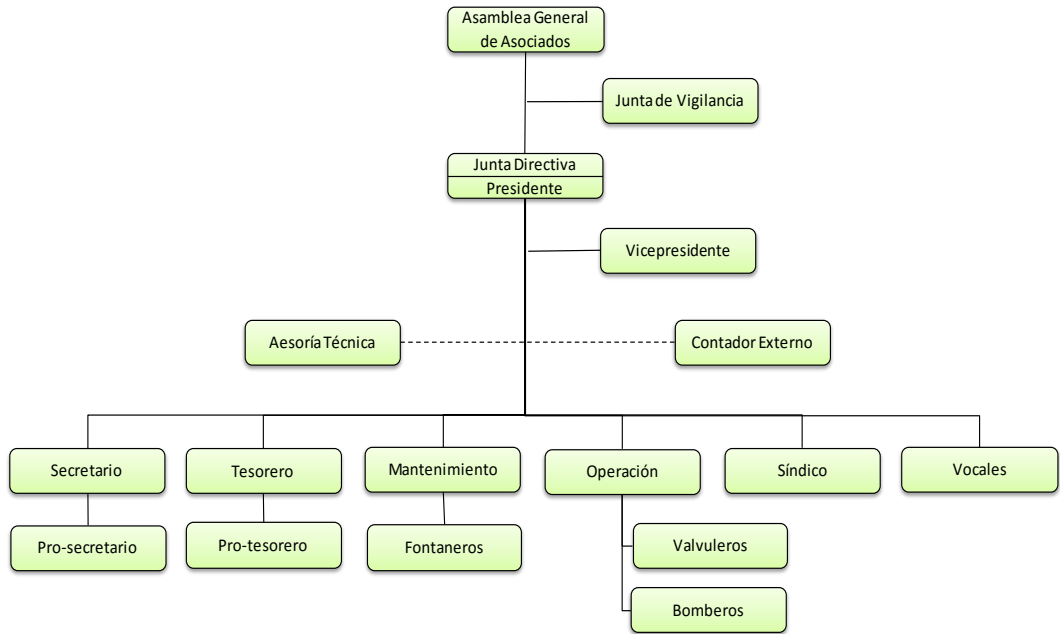 Asamblea General
de Asociados
Junta de Vigilancia
Junta Directiva
Presidente
Vicepresidente
Aesoría Técnica
Contador Externo
Secretario
Tesorero
Mantenimiento
Operación
Síndico
Vocales
Pro-secretario
Pro-tesorero
Fontaneros
Valvuleros
Bomberos